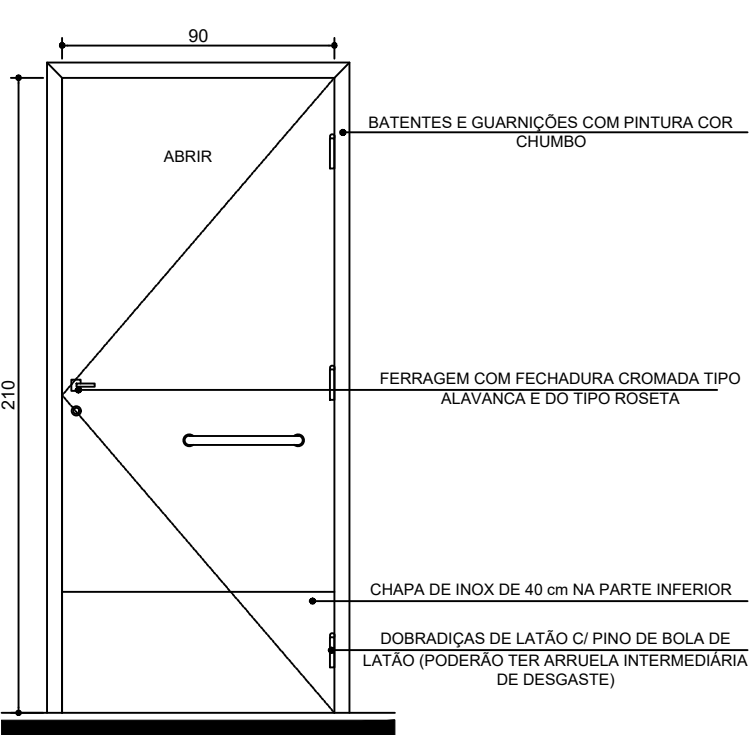 90
BATENTES E GUARNIÇÕES COM PINTURA COR
CHUMBO
ABRIR
210
FERRAGEM COM FECHADURA CROMADA TIPO
ALAVANCA E DO TIPO ROSETA
CHAPA DE INOX DE 40 cm NA PARTE INFERIOR
DOBRADIÇAS DE LATÃO C/ PINO DE BOLA DE
LATÃO (PODERÃO TER ARRUELA INTERMEDIÁRIA
DE DESGASTE)